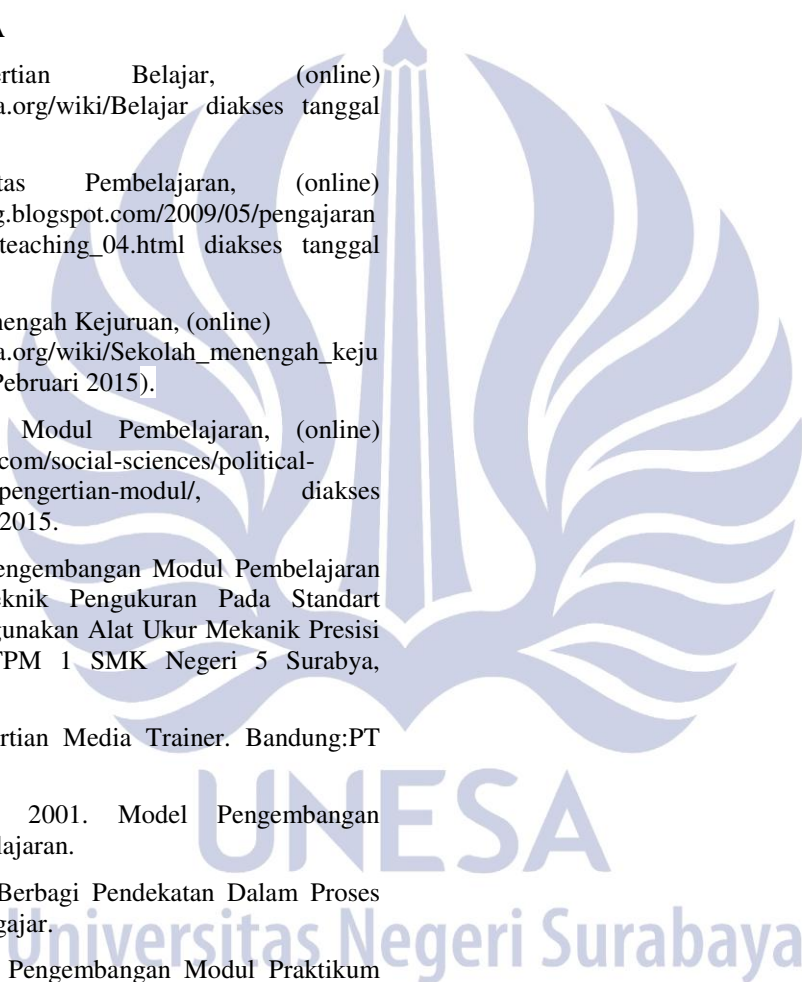 A
ertian Belajar, (online)
a.org/wiki/Belajar diakses tanggal
tas Pembelajaran, (online)
g.blogspot.com/2009/05/pengajaran
teaching_04.html diakses tanggal
nengah Kejuruan, (online)
a.org/wiki/Sekolah_menengah_keju
Pebruari 2015).
Modul Pembelajaran, (online)
com/social-sciences/political-
pengertian-modul/, diakses
2015.
engembangan Modul Pembelajaran
eknik Pengukuran Pada Standart
gunakan Alat Ukur Mekanik Presisi
TPM 1 SMK Negeri 5 Surabya,
rtian Media Trainer. Bandung:PT
2001. Model Pengembangan
lajaran.
Berbagi Pendekatan Dalam Proses
gajar.
Pengembangan Modul Praktikum
UNESA
Universitas Negeri Surabaya